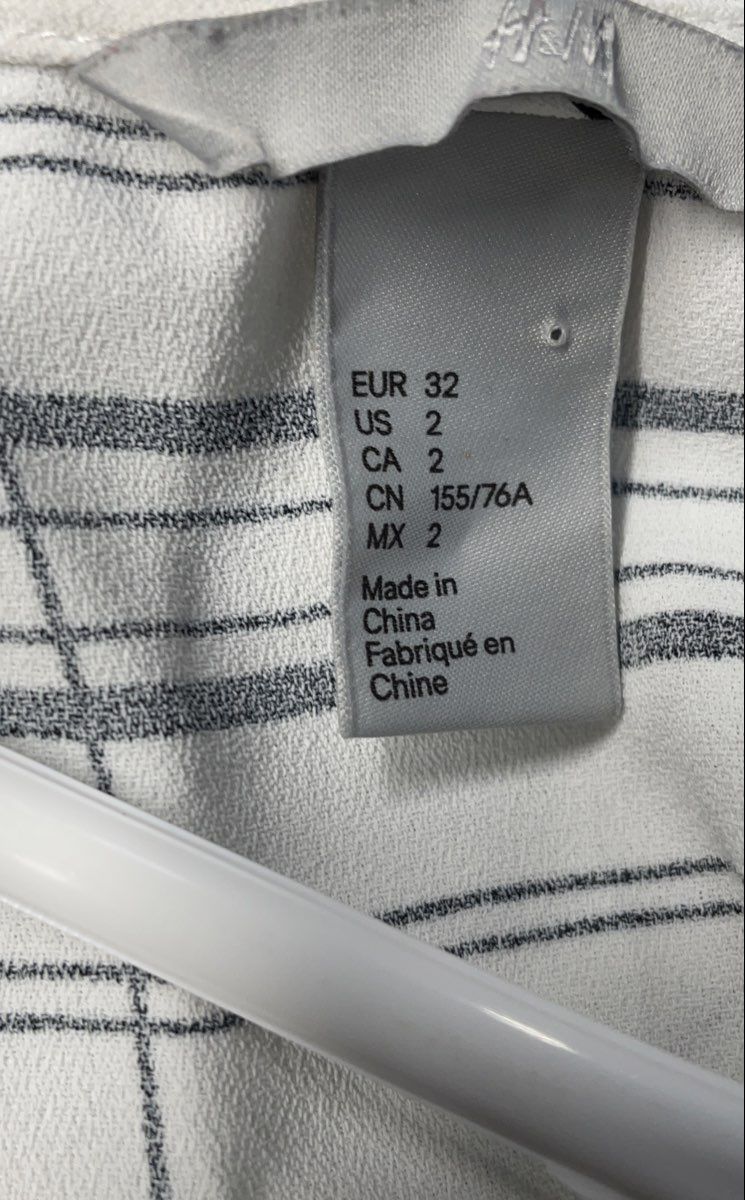 H&M
EUR 32
US 2
CA 2
CN 155/76A
MX 2
Made in
China
Fabriqué en
Chine